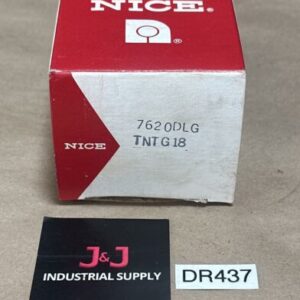 NICE
®
7620DLG
TNTG18
NICE
J&J
INDUSTRIAL SUPPLY
DR437